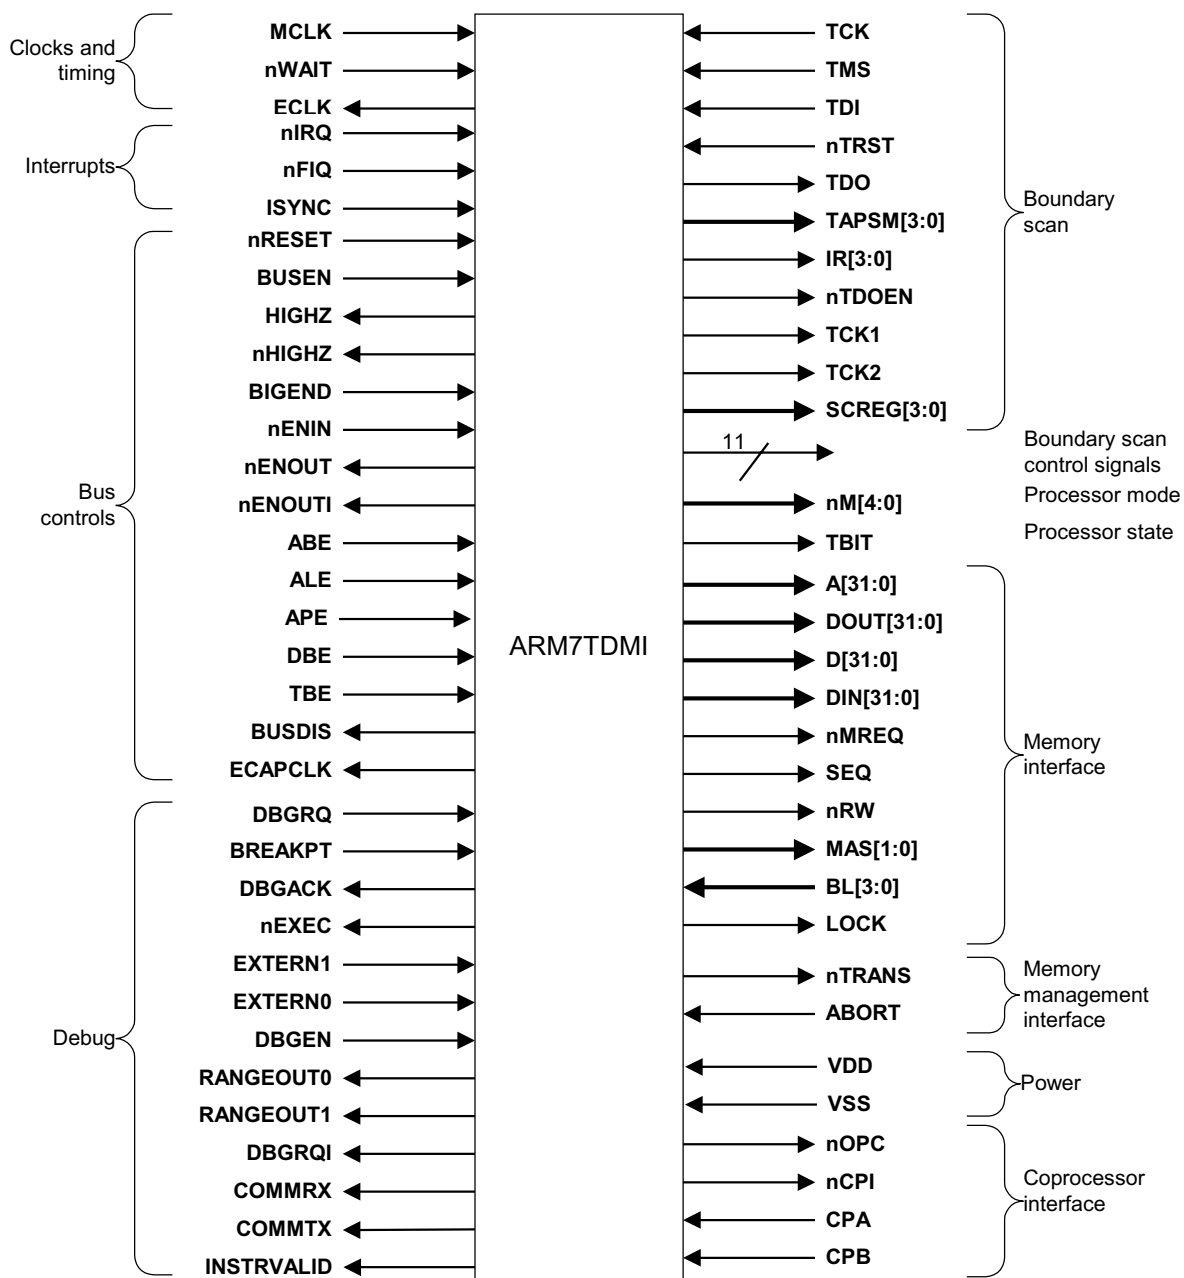 Clocks and
timing
MCLK
nWAIT
ECLK
Interrupts
nIRQ
nFIQ
ISYNC
Bus
controls
nRESET
BUSEN
HIGHZ
nHIGHZ
BIGEND
nENIN
nENOUT
nENOUTI
ABE
ALE
APE
DBE
TBE
BUSDIS
ECAPCLK
Debug
DBGRQ
BREAKPT
DBGACK
nEXEC
EXTERN1
EXTERN0
DBGEN
RANGEOUT0
RANGEOUT1
DBGRQI
COMMRX
COMMTX
INSTRVALID
ARM7TDMI
TCK
TMS
TDI
nTRST
TDO
TAPSM[3:0]
IR[3:0]
nTDOEN
TCK1
TCK2
SCREG[3:0]
Boundary
scan
11
Boundary scan
control signals
nM[4:0]
Processor mode
TBIT
Processor state
A[31:0]
DOUT[31:0]
D[31:0]
DIN[31:0]
nMREQ
SEQ
nRW
MAS[1:0]
BL[3:0]
LOCK
Memory
interface
nTRANS
ABORT
Memory
management
interface
VDD
VSS
Power
nOPC
nCPI
CPA
CPB
Coprocessor
interface